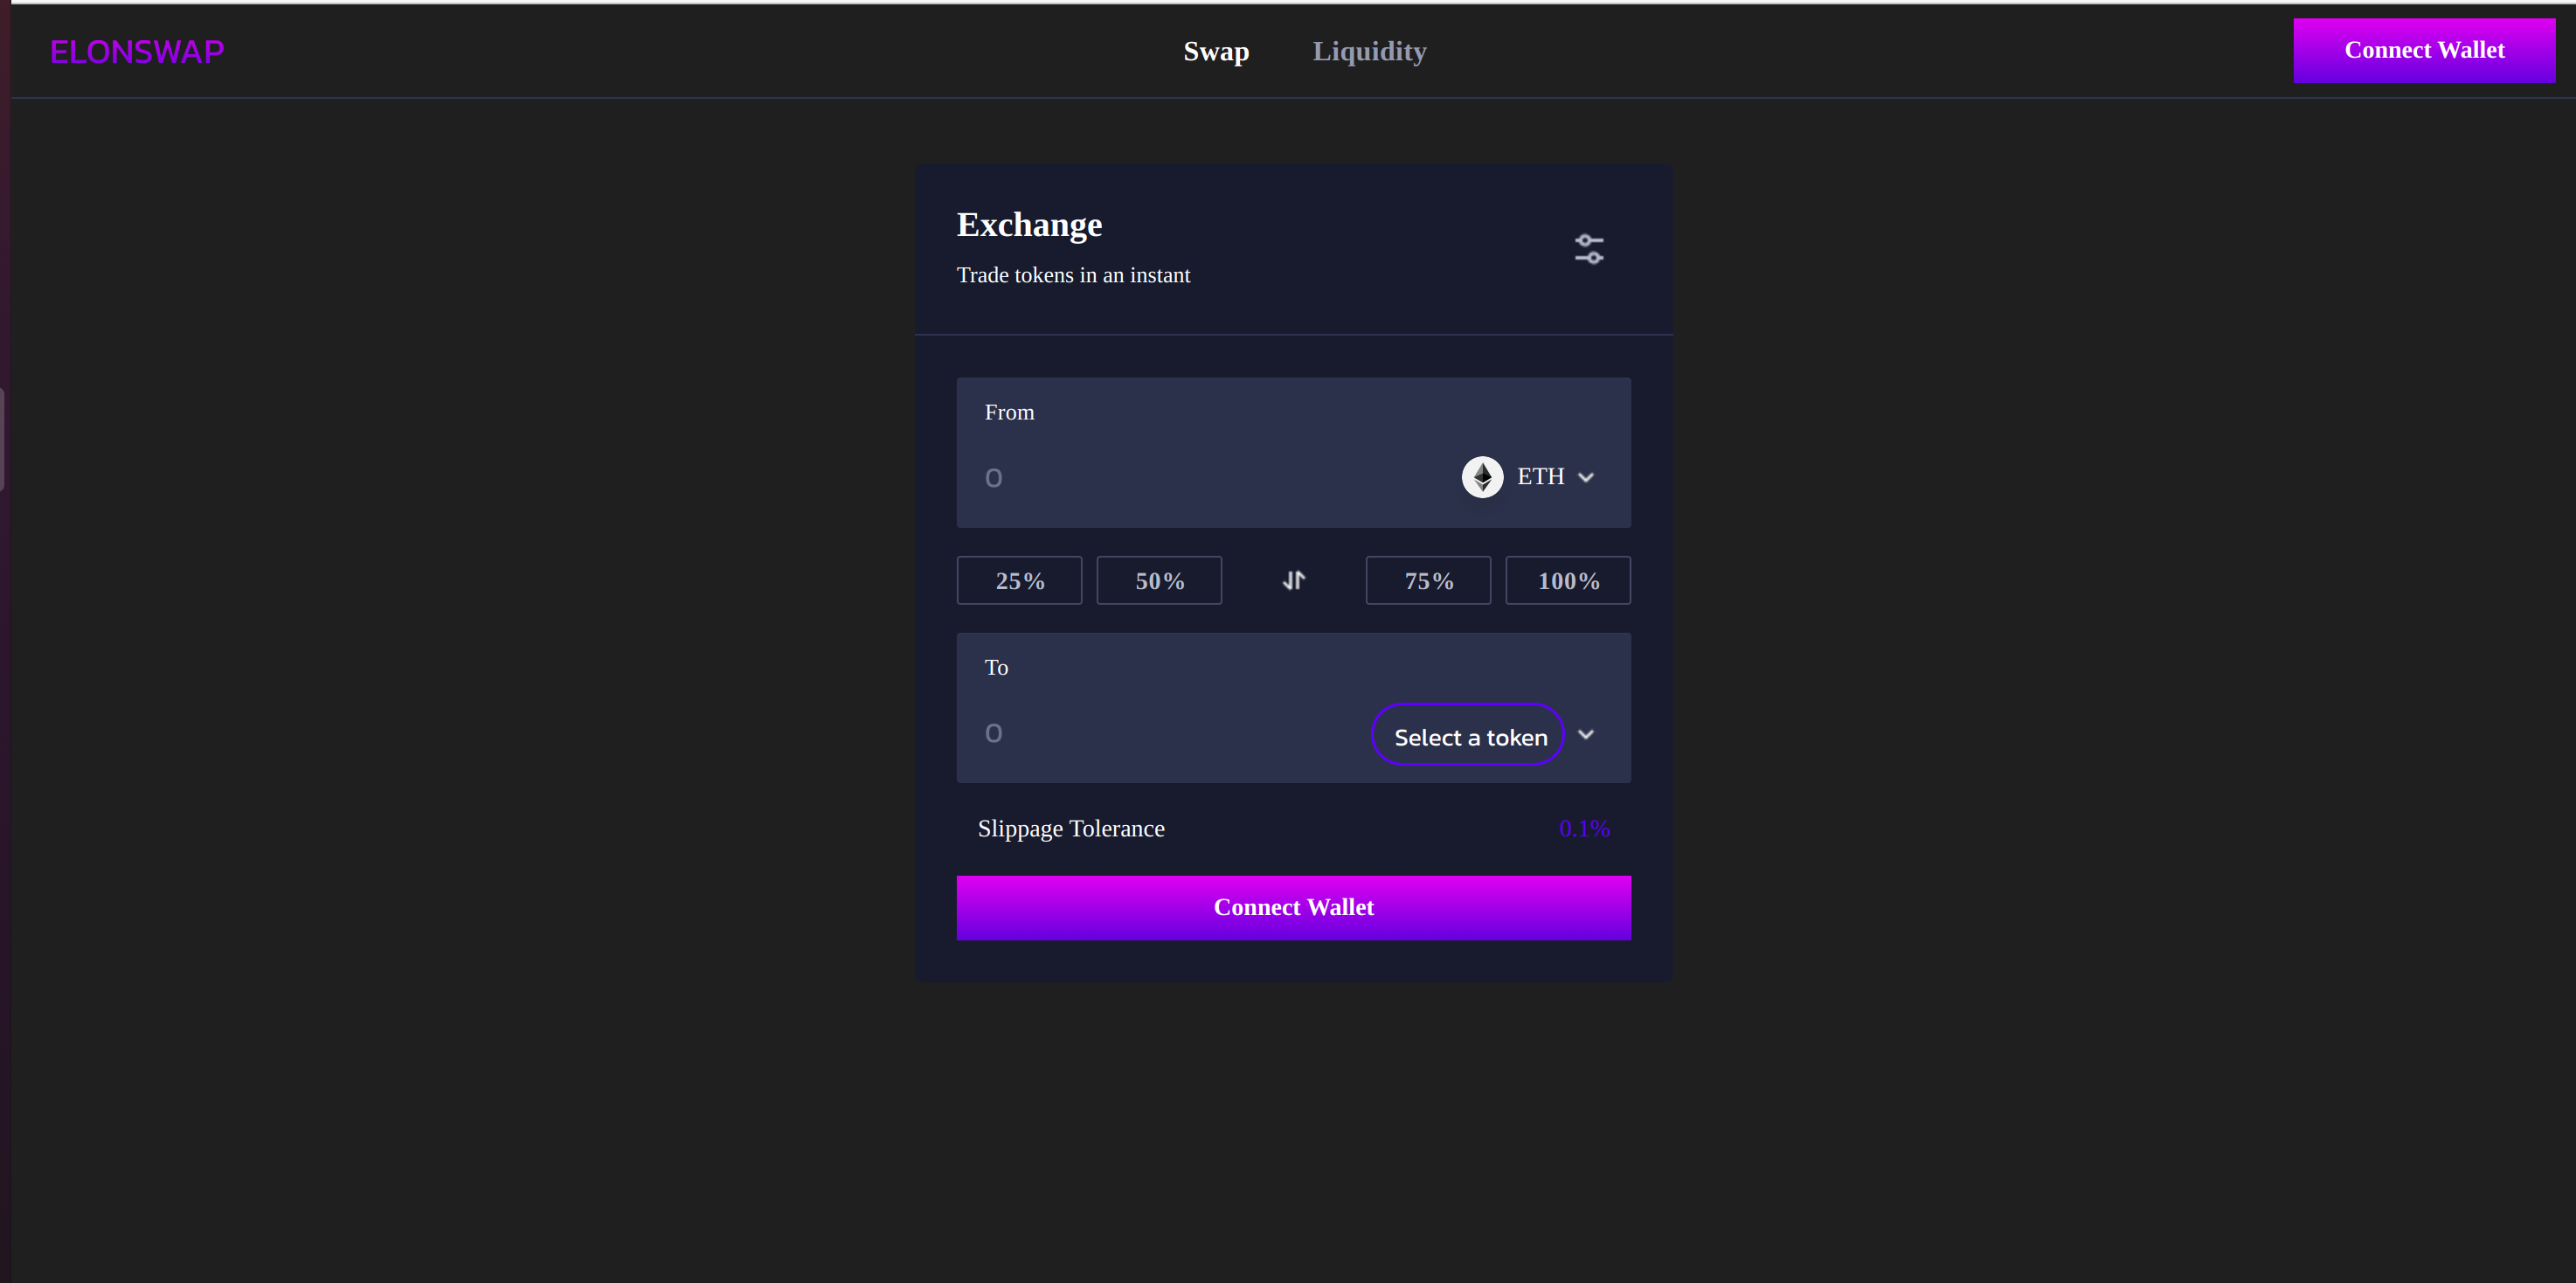 ELONSWAP
Swap
Liquidity
Connect Wallet
Exchange
Trade tokens in an instant
From
0
ETH
25%
50%
75%
100%
To
0
Select a token
Slippage Tolerance
0.1%
Connect Wallet